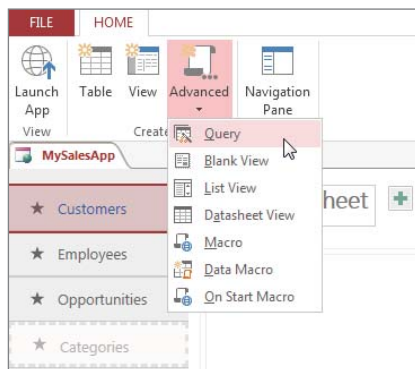 FILE HOME
Launch App
Table
View
Advanced
Navigation Pane
View
Create
MySalesApp
Query
Blank View
List View
Datasheet View
Macro
Data Macro
On Start Macro
Customers
Employees
Opportunities
Categories
heet